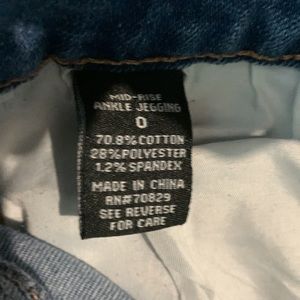 MID-RISE
ANKLE JEGGING
0
70.8%COTTON
28%POLYESTER
1.2%SPANDEX
MADE IN CHINA
RN#70829
SEE REVERSE
FOR CARE